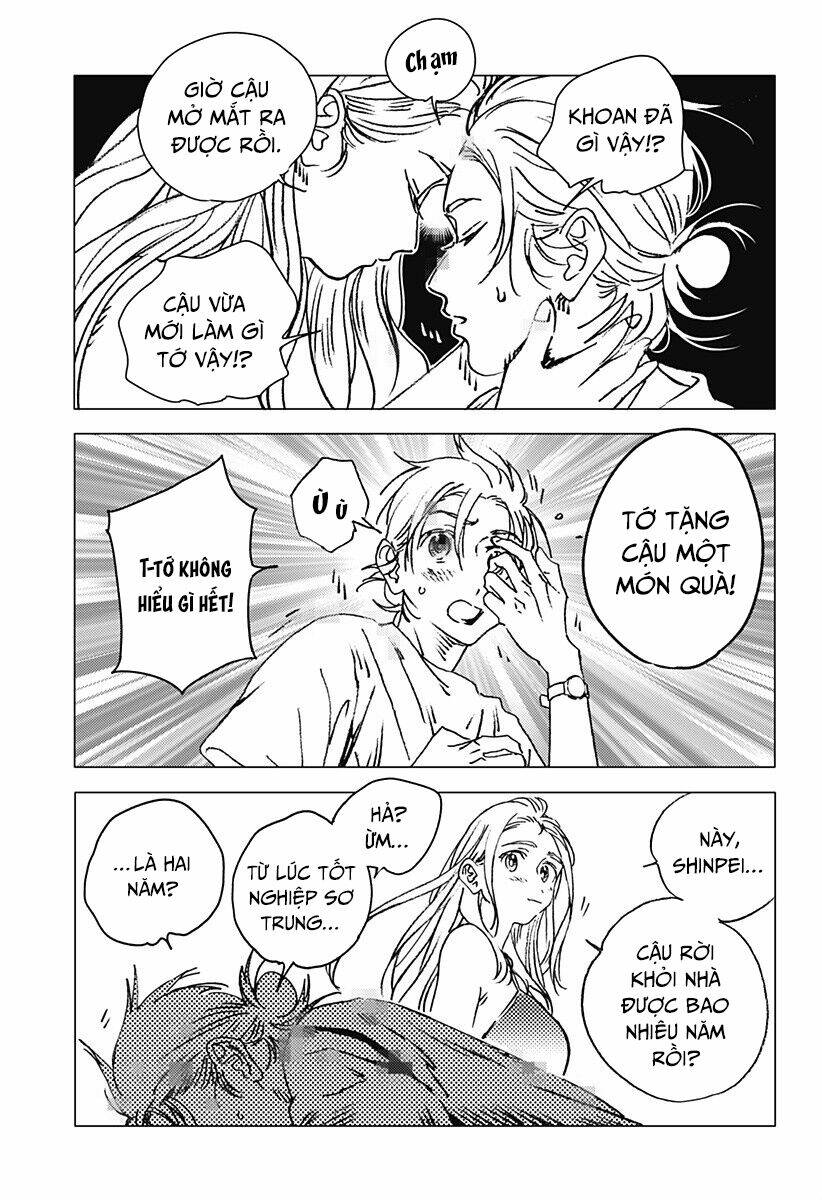 KHOAN ĐÃ
GÌ VẬY!?
Chạm
GIỜ CẬU
MỞ MẮT RA
ĐƯỢC RỒI.
CẬU VỪA
MỚI LÀM GÌ
TỚ VẬY!?
TỚ TẶNG
CẬU MỘT
MÓN QUÀ!
Ù ù
T-TỚ KHÔNG
HIỂU GÌ HẾT!
NÀY,
SHINPEI...
CẬU RỜI
KHỎI NHÀ
ĐƯỢC BAO
NHIÊU NĂM
RỒI?
HẢ?
ỪM...
TỪ LÚC TỐT
NGHIỆP SƠ
TRUNG...
...LÀ HAI
NĂM?